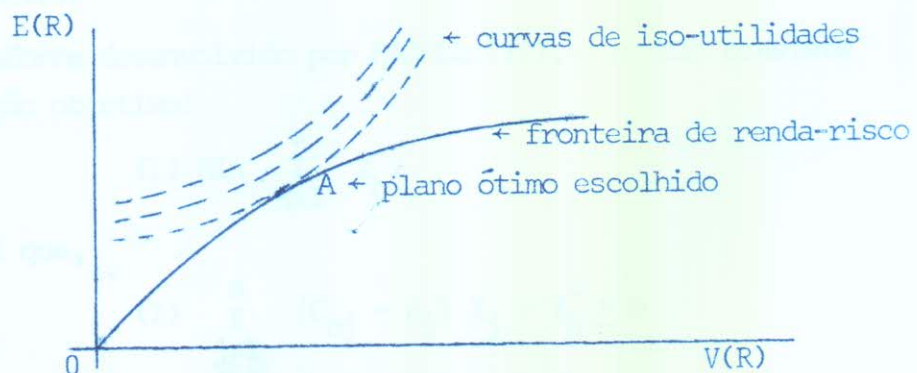 E(R)
← curvas de iso-utilidades
← fronteira de renda-risco
A ← plano ótimo escolhido
0
V(R)